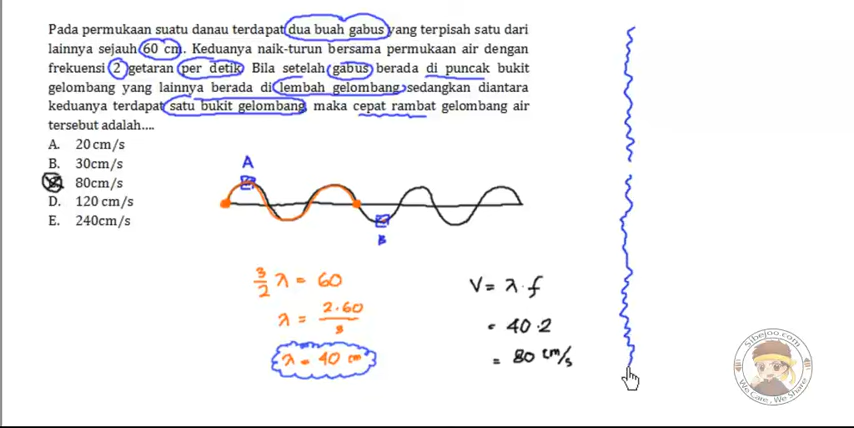 Pada permukaan suatu danau terdapat dua buah gabus yang terpisah satu dari
lainnya sejauh 60 cm. Keduanya naik-turun bersama permukaan air dengan
frekuensi 2 getaran per detik. Bila setelah gabus berada di puncak bukit
gelombang yang lainnya berada di lembah gelombang sedangkan diantara
keduanya terdapat satu bukit gelombang, maka cepat rambat gelombang air
tersebut adalah....
A. 20 cm/s
B. 30cm/s
80cm/s
D. 120 cm/s
E. 240cm/s
A
B
3/2 λ = 60
λ = 2.60/3
λ = 40 cm
V = λ . f
= 40 . 2
= 80 cm/s
Sibejoo.com
We Care, We Share